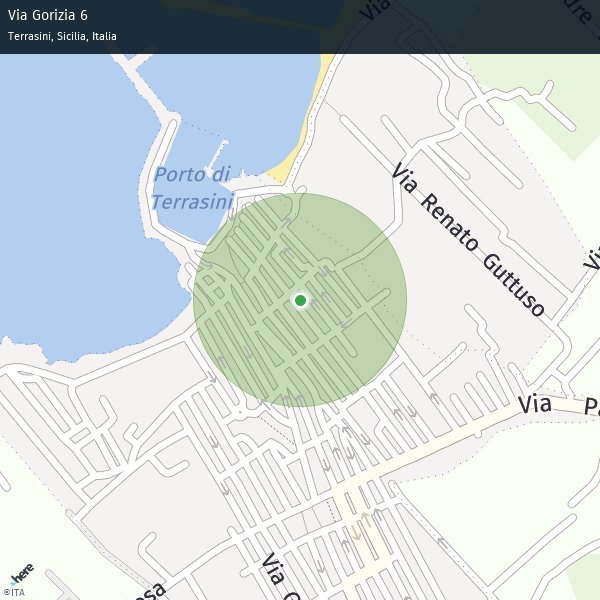 Via Gorizia 6
Terrasini, Sicilia, Italia
Via
Porto di
Terrasini
Via Renato Guttuso
Via
Via
here
©ITA